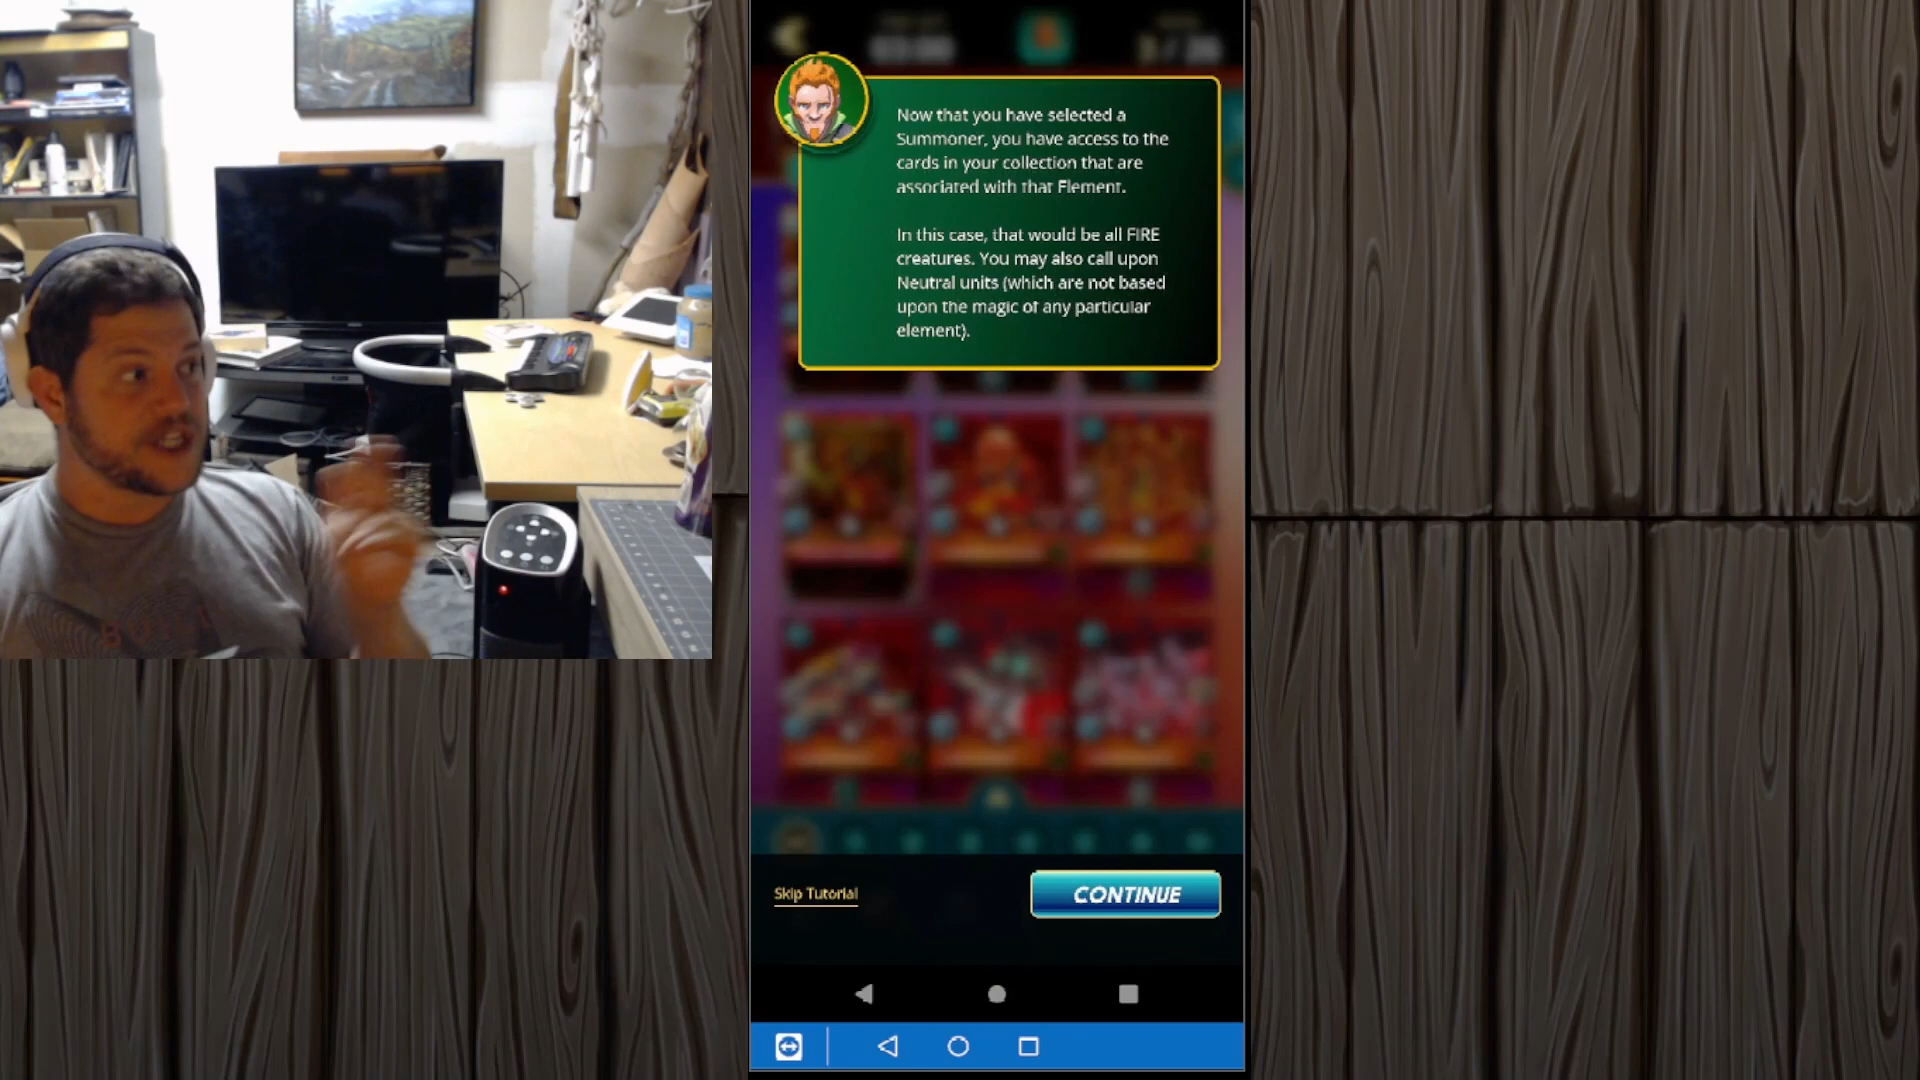 Now that you have selected a
Summoner, you have access to the
cards in your collection that are
associated with that Element.
In this case, that would be all FIRE
creatures. You may also call upon
Neutral units (which are not based
upon the magic of any particular
element).
Skip Tutorial
CONTINUE